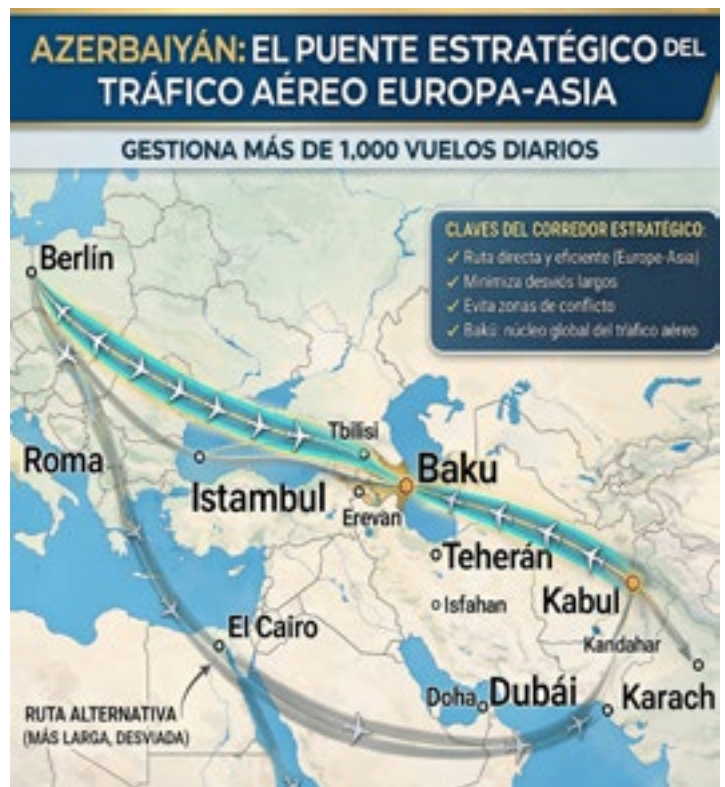 AZERBAIYÁN: EL PUENTE ESTRATÉGICO DEL
TRÁFICO AÉREO EUROPA-ASIA
GESTIONA MÁS DE 1,000 VUELOS DIARIOS
CLAVES DEL CORREDOR ESTRATÉGICO:
✓ Ruta directa y eficiente (Europe-Asia)
✓ Minimiza desvíos largos
✓ Evita zonas de conflicto
✓ Bakú: núcleo global del tráfico aéreo
Berlín
Tbilisi
Roma
Baku
Istambul
Erevan
Teherán
Isfahan
Kabul
El Cairo
Kandahar
Doha
Dubái
Karach
RUTA ALTERNATIVA
(MÁS LARGA, DESVIADA)